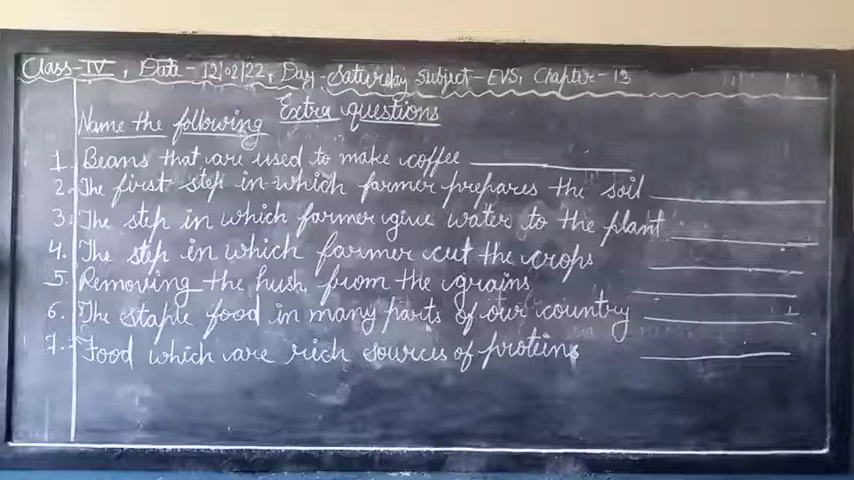 Class-IV, Date-12/02/22, Day-Saturday Subject-EVS, Chapter-13
Extra questions
Name the following
1. Beans that are used to make coffee
2. The first step in which farmer prepares the soil
3. The step in which farmer give water to the plant
4. The step in which farmer cut the crops
5. Removing the husk from the grains
6. The staple food in many parts of our country
7. Food which are rich sources of proteins